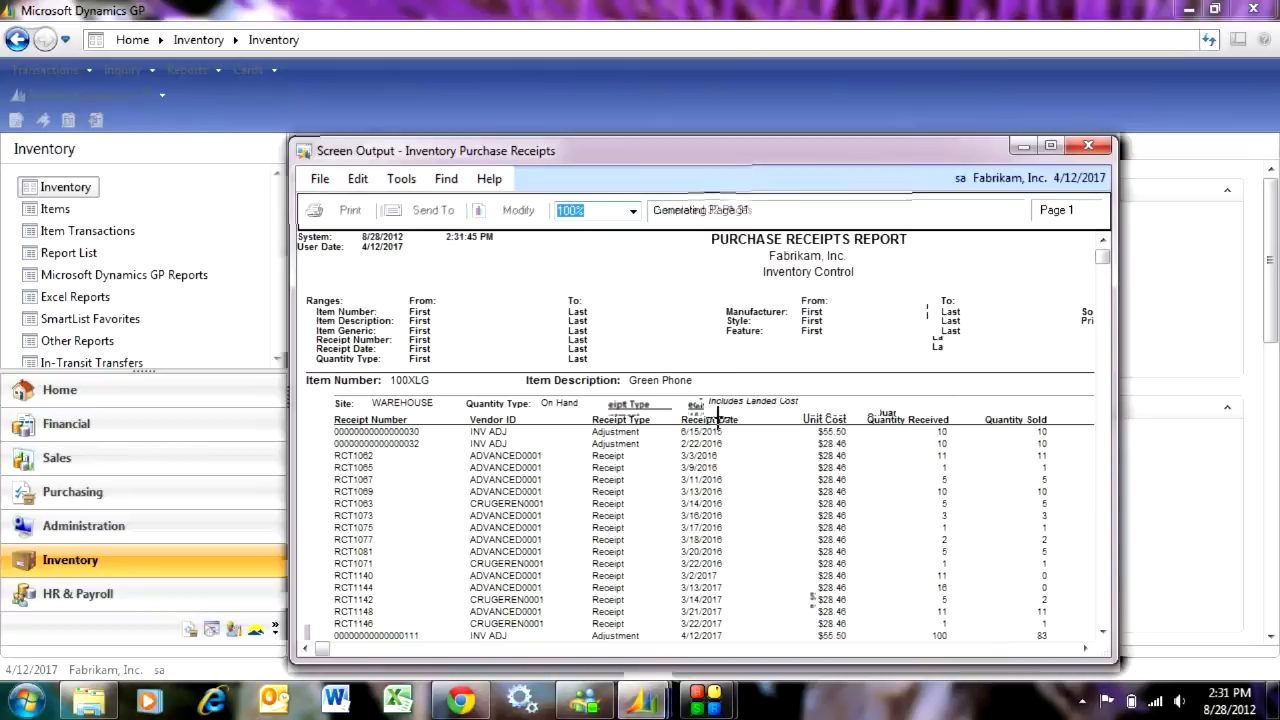 Microsoft Dynamics GP
Home Inventory Inventory
Transactions Inquiry Reports Cards
Inventory
Inventory
Items
Item Transactions
Report List
Microsoft Dynamics GP Reports
Excel Reports
SmartList Favorites
Other Reports
In-Transit Transfers
Home
Financial
Sales
Purchasing
Administration
Inventory
HR & Payroll
4/12/2017 Fabrikam, Inc. sa
Screen Output - Inventory Purchase Receipts
File Edit Tools Find Help
sa Fabrikam, Inc. 4/12/2017
Print Send To Modify 100% Page 1
System: 8/28/2012 2:31:45 PM
User Date: 4/12/2017
PURCHASE RECEIPTS REPORT
Fabrikam, Inc.
Inventory Control
Ranges: From: To: From: To:
Item Number: First Last Manufacturer: First Last So
Item Description: First Last Style: First Last Pri
Item Generic: First Last Feature: First Last
Receipt Number: First Last La
Receipt Date: First Last La
Quantity Type: First Last
Item Number: 100XLG Item Description: Green Phone
Site: WAREHOUSE Quantity Type: On Hand eipt Type Includes Landed Cost
Receipt Number Vendor ID Receipt Type Receipt Date Unit Cost Quantity Received Quantity Sold
00000000000000030 INV ADJ Adjustment 6/15/2015 $55.50 10 10
00000000000000032 INV ADJ Adjustment 2/22/2016 $28.46 10 10
RCT1062 ADVANCED0001 Receipt 3/3/2016 $28.46 11 11
RCT1065 ADVANCED0001 Receipt 3/9/2016 $28.46 1 1
RCT1067 ADVANCED0001 Receipt 3/11/2016 $28.46 5 5
RCT1069 ADVANCED0001 Receipt 3/13/2016 $28.46 10 10
RCT1063 CRUGEREN0001 Receipt 3/14/2016 $28.46 5 5
RCT1073 ADVANCED0001 Receipt 3/16/2016 $28.46 3 3
RCT1075 ADVANCED0001 Receipt 3/17/2016 $28.46 1 1
RCT1077 ADVANCED0001 Receipt 3/18/2016 $28.46 2 2
RCT1081 ADVANCED0001 Receipt 3/20/2016 $28.46 5 5
RCT1071 CRUGEREN0001 Receipt 3/22/2016 $28.46 1 1
RCT1140 ADVANCED0001 Receipt 3/2/2017 $28.46 11 0
RCT1144 ADVANCED0001 Receipt 3/13/2017 $28.46 16 0
RCT1142 CRUGEREN0001 Receipt 3/14/2017 $28.46 5 2
RCT1148 ADVANCED0001 Receipt 3/21/2017 $28.46 11 11
RCT1146 CRUGEREN0001 Receipt 3/22/2017 $28.46 1 1
00000000000000111 INV ADJ Adjustment 4/12/2017 $55.50 100 83
2:31 PM
8/28/2012